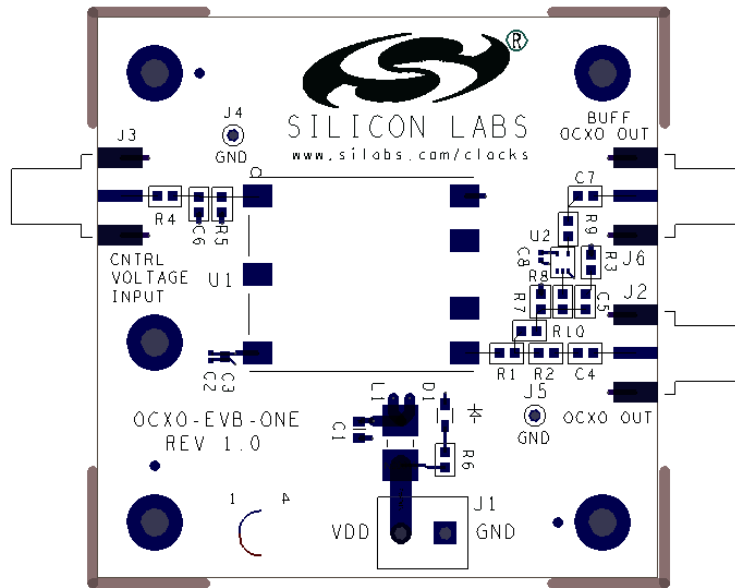 ®
SILICON LABS
www.silabs.com/clocks
J4
GND
J3
BUFF
OCXO OUT
R4
C6
R5
C7
R9
U2
C8
R3
J6
CNTRL
VOLTAGE
INPUT
U1
R8
J2
R7
C5
R10
R1
R2
C4
C2
C3
L1
D1
J5
GND
OCXO OUT
OCXO-EVB-ONE
REV 1.0
C1
R6
1
4
J1
VDD
GND